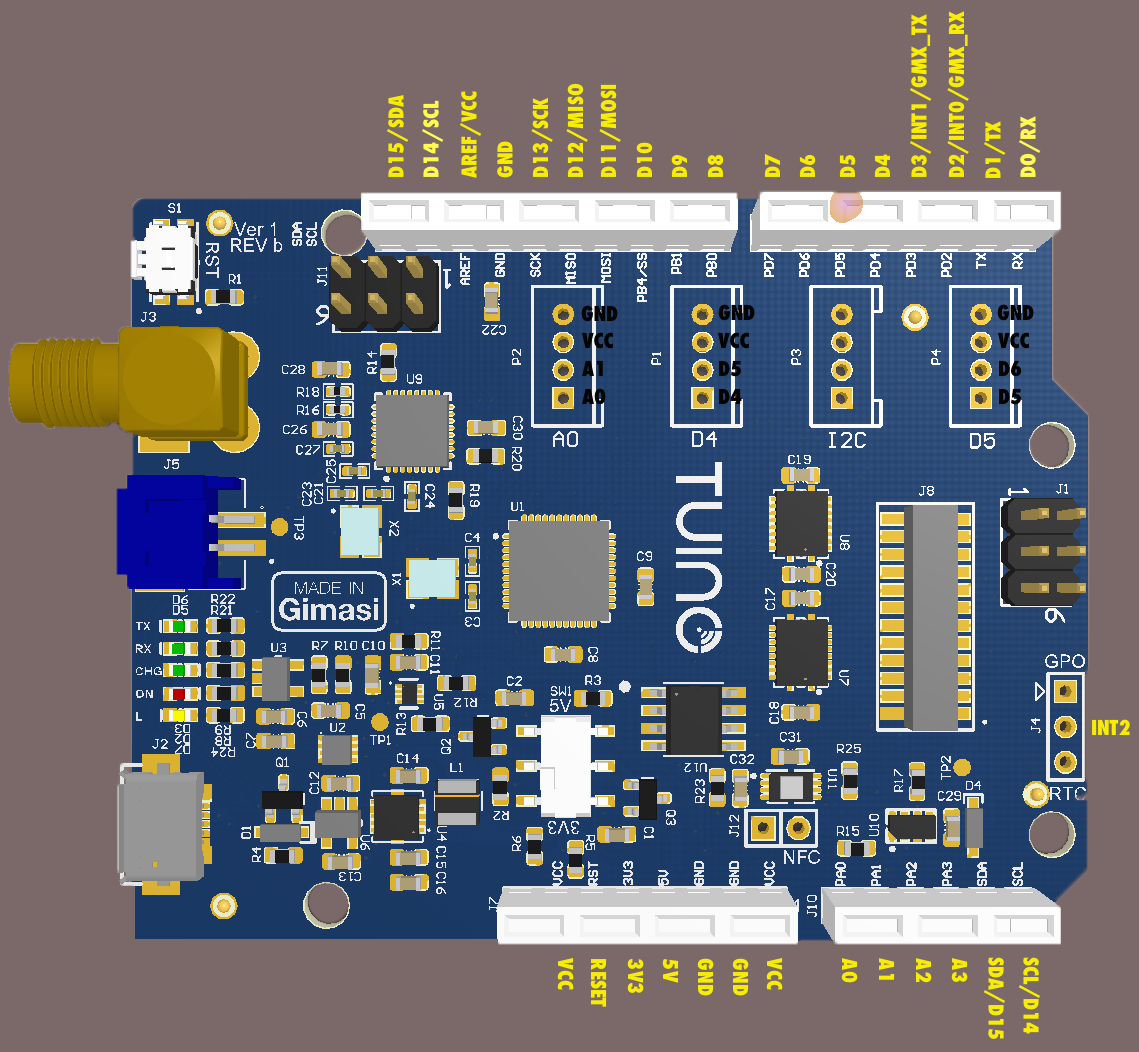 D15/SDA
D14/SCL
AREF/VCC
GND
D13/SCK
D12/MISO
D11/MOSI
D10
D9
D8
D7
D6
D5
D4
D3/INT1/GMX_TX
D2/INT0/GMX_RX
D1/TX
D0/RX
S1
Ver 1
REV b
RST
SDA
SCL
AREF
GND
SCK
MISO
MOSI
PB4/SS
PB1
PB0
PD7
PD6
PD5
PD4
PD3
PD2
TX
RX
R1
J3
J11
1
6
C22
P2
GND
VCC
A1
A0
A0
P1
GND
VCC
D5
D4
D4
P3
I2C
P4
GND
VCC
D6
D5
D5
R14
C28
R18
R16
C26
C27
C25
C23
C21
C24
U9
C30
R20
R19
J5
TP3
X2
X1
C4
C3
U1
C9
TUINO
C19
U8
C20
C17
U7
C18
J8
J1
1
6
MADE IN
Gimasi
D6
D5
R22
R21
TX
RX
CHG
ON
L
D3
R24
J2
U3
R7
R10
C10
R11
C11
C6
C5
C7
U2
TP1
R13
U5
R12
Q2
C2
R3
C8
SW1
5V
3V3
U12
C31
C32
R23
U11
R25
TP2
R17
C29
D4
U10
R15
GPO
J4
INT2
RTC
Q1
C12
D1
R4
U6
C13
C14
L1
U4
C15
C16
R2
R6
R5
C1
Q3
J12
NFC
J7
VCC
RST
3V3
5V
GND
GND
VCC
J10
PA0
PA1
PA2
PA3
SDA
SCL
VCC
RESET
3V3
5V
GND
GND
VCC
A0
A1
A2
A3
SDA/D15
SCL/D14